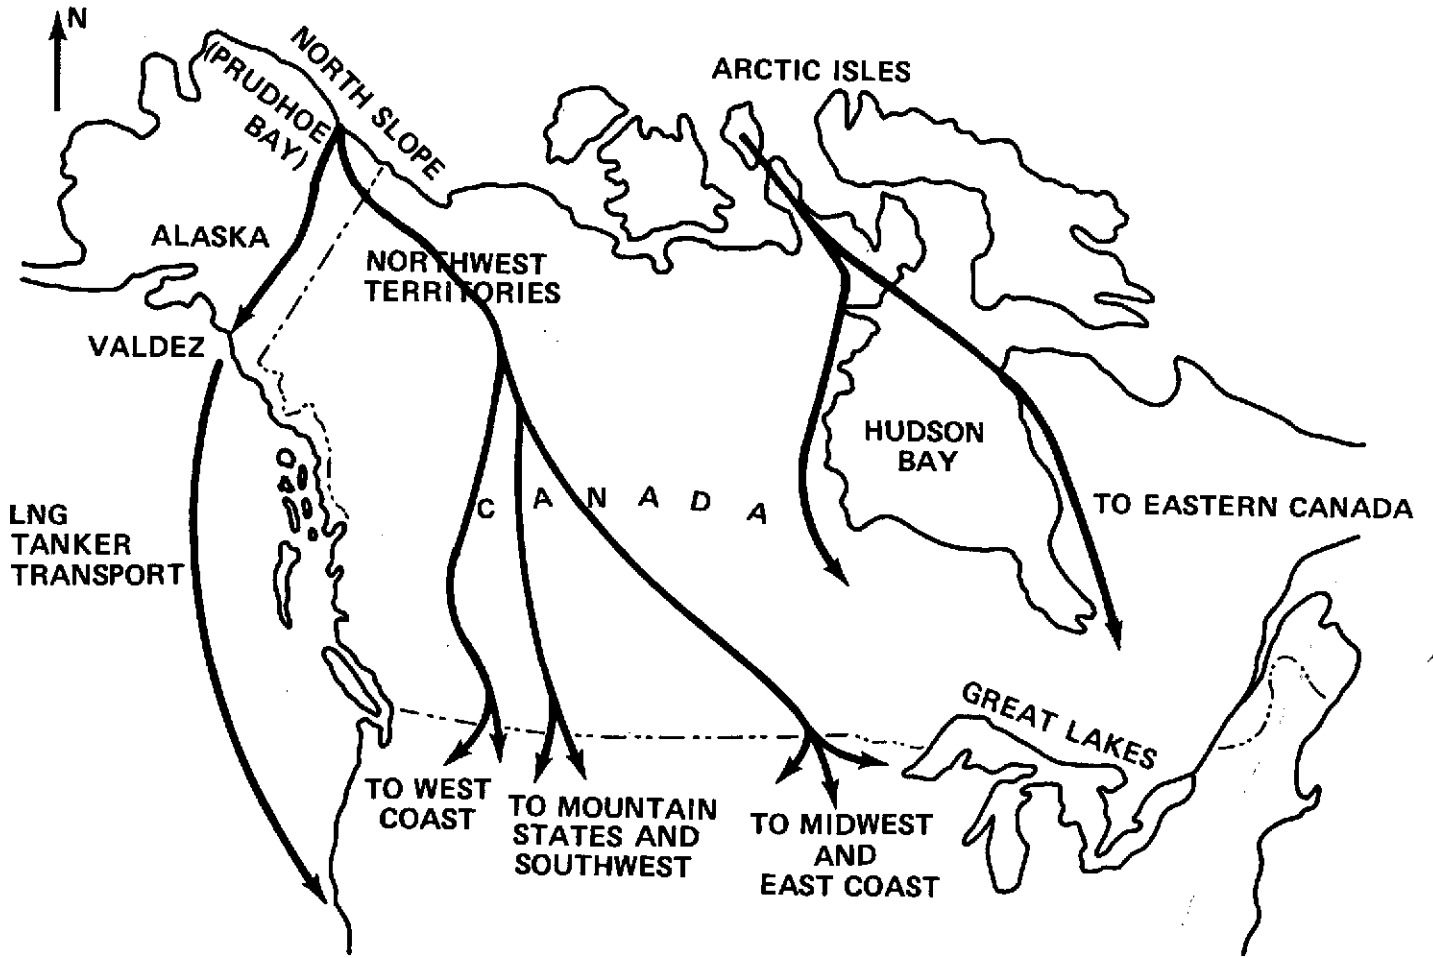 N
NORTH SLOPE
(PRUDHOE
BAY)
ARCTIC ISLES
ALASKA
NORTHWEST
TERRITORIES
VALDEZ
HUDSON
BAY
CANADA
TO EASTERN CANADA
LNG
TANKER
TRANSPORT
GREAT LAKES
TO WEST
COAST
TO MOUNTAIN
STATES AND
SOUTHWEST
TO MIDWEST
AND
EAST COAST